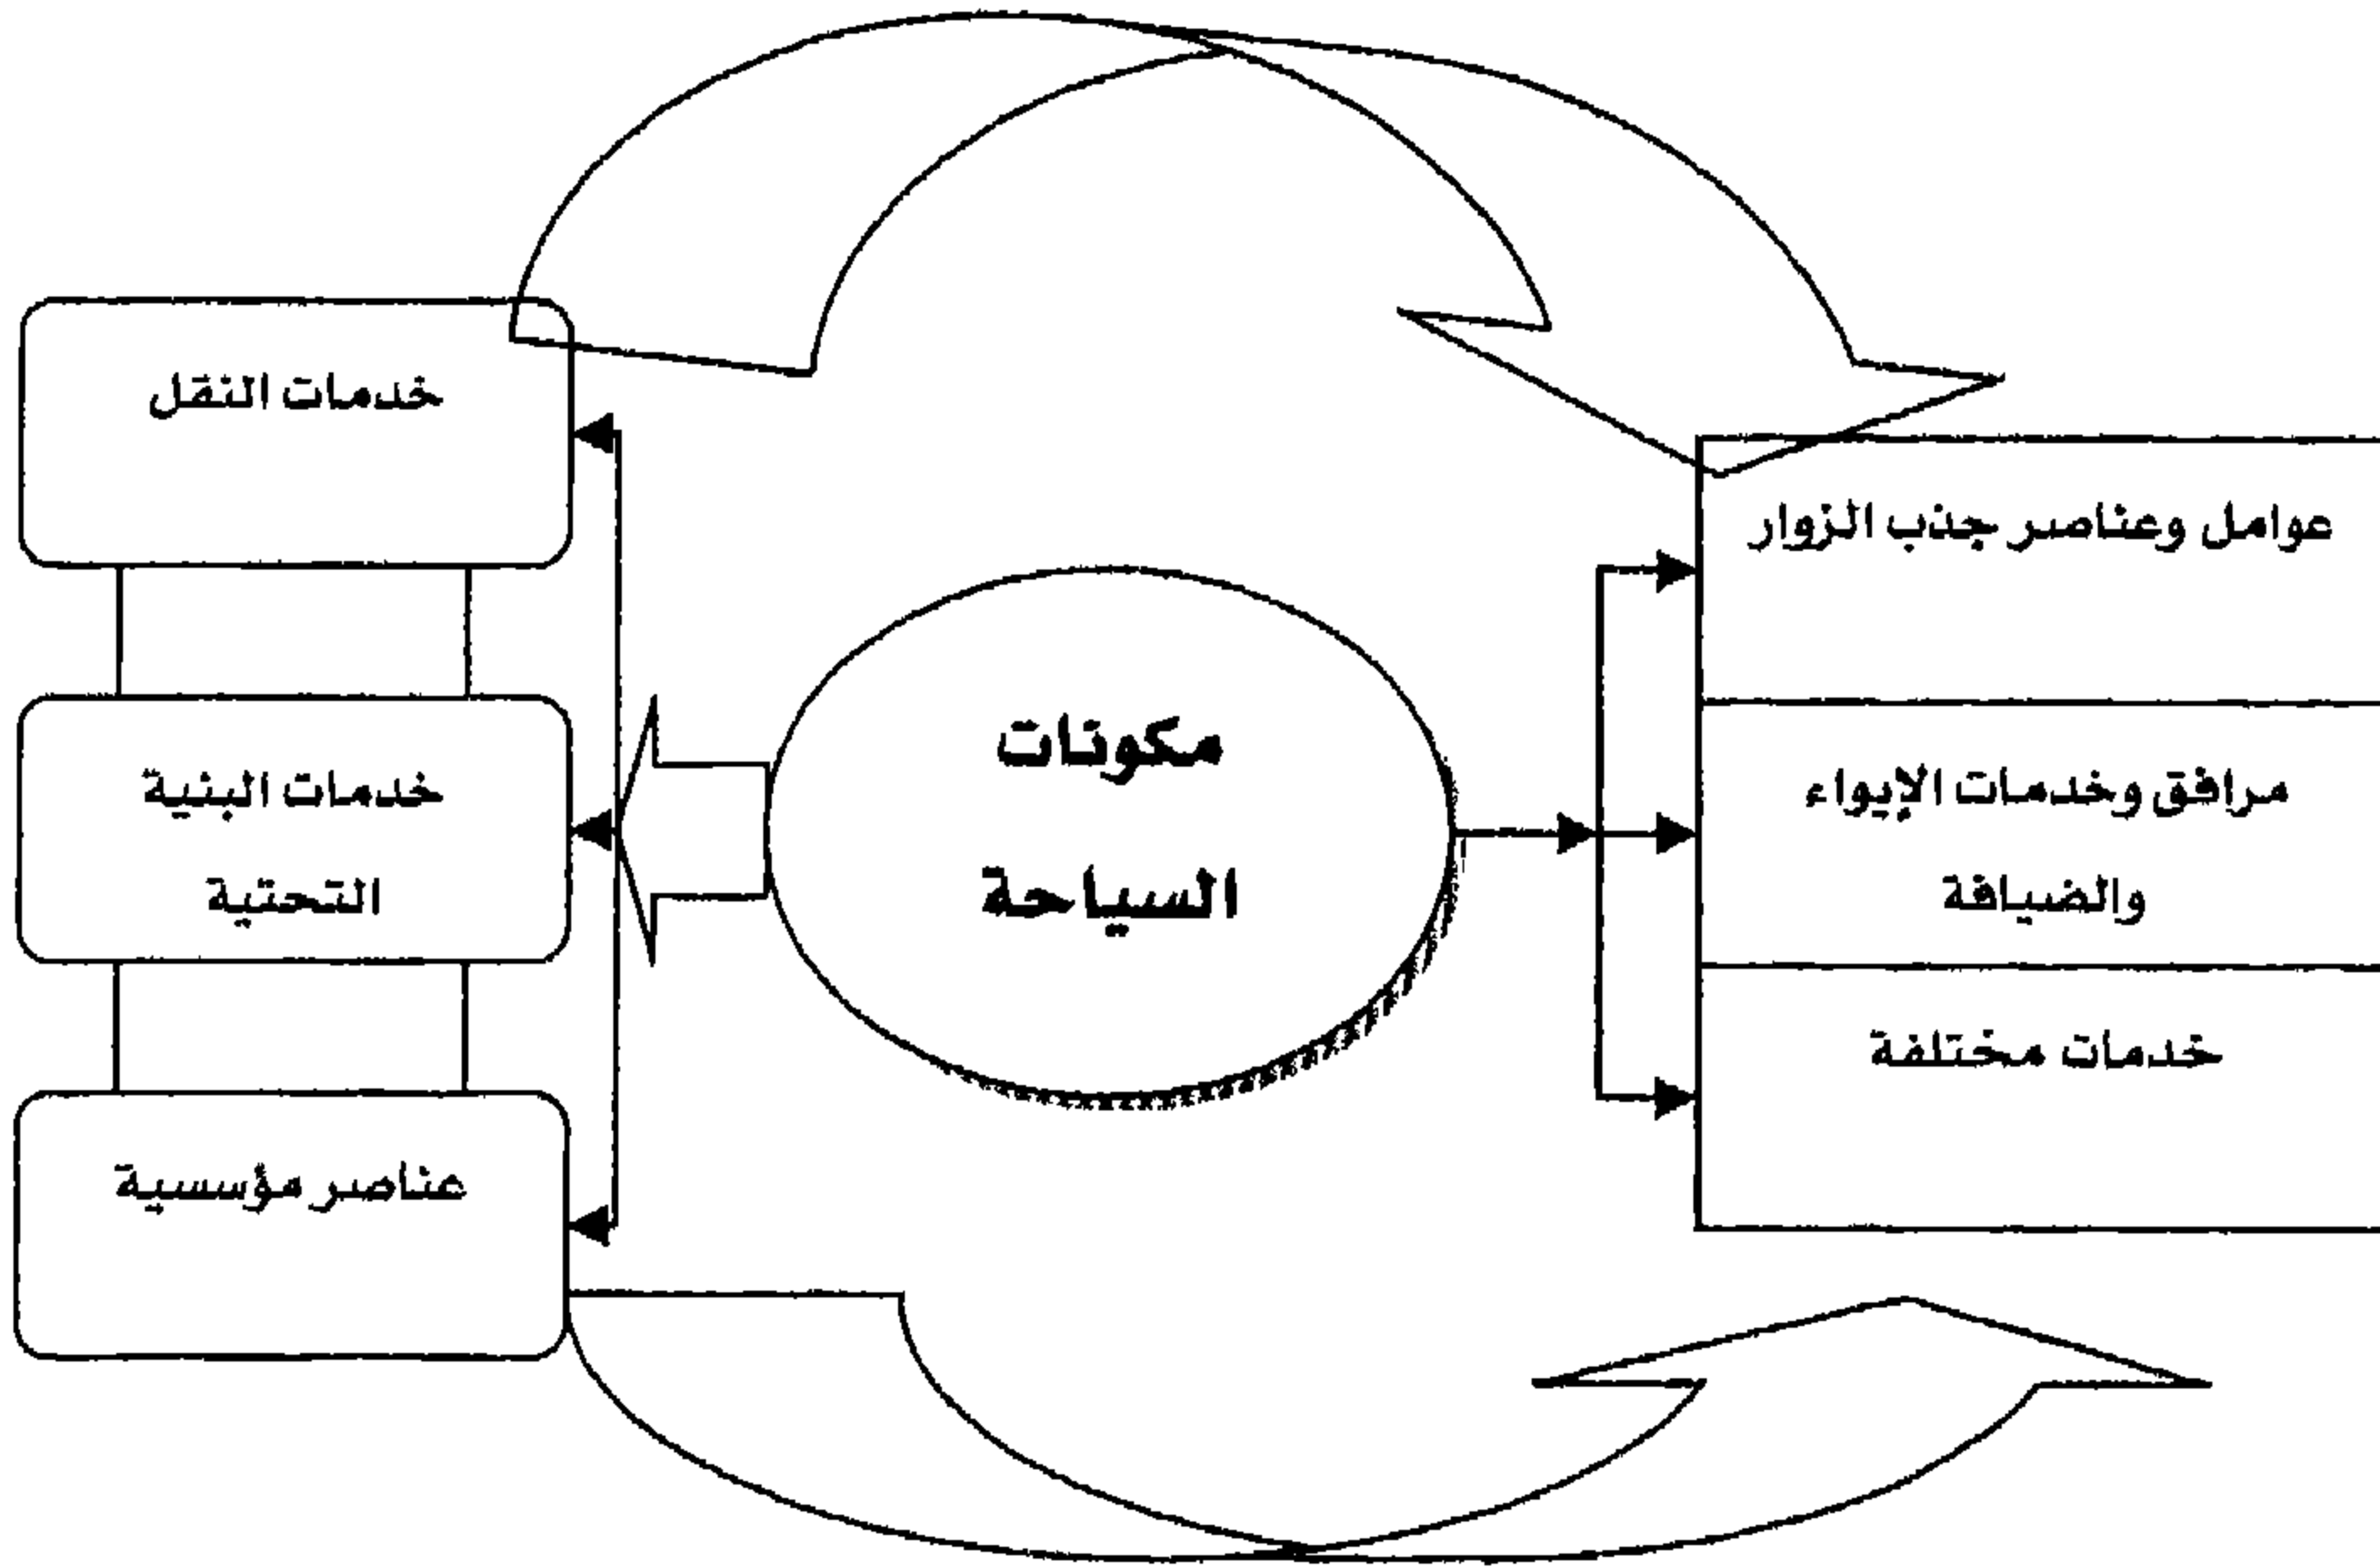 خدمات النقل
عوامل وعناصر جذب الزوار
مكونات
السياحة
خدمات البنية
التحتية
مرافق وخدمات الإيواء
والضيافة
خدمات مختلفة
عناصر مؤسسية